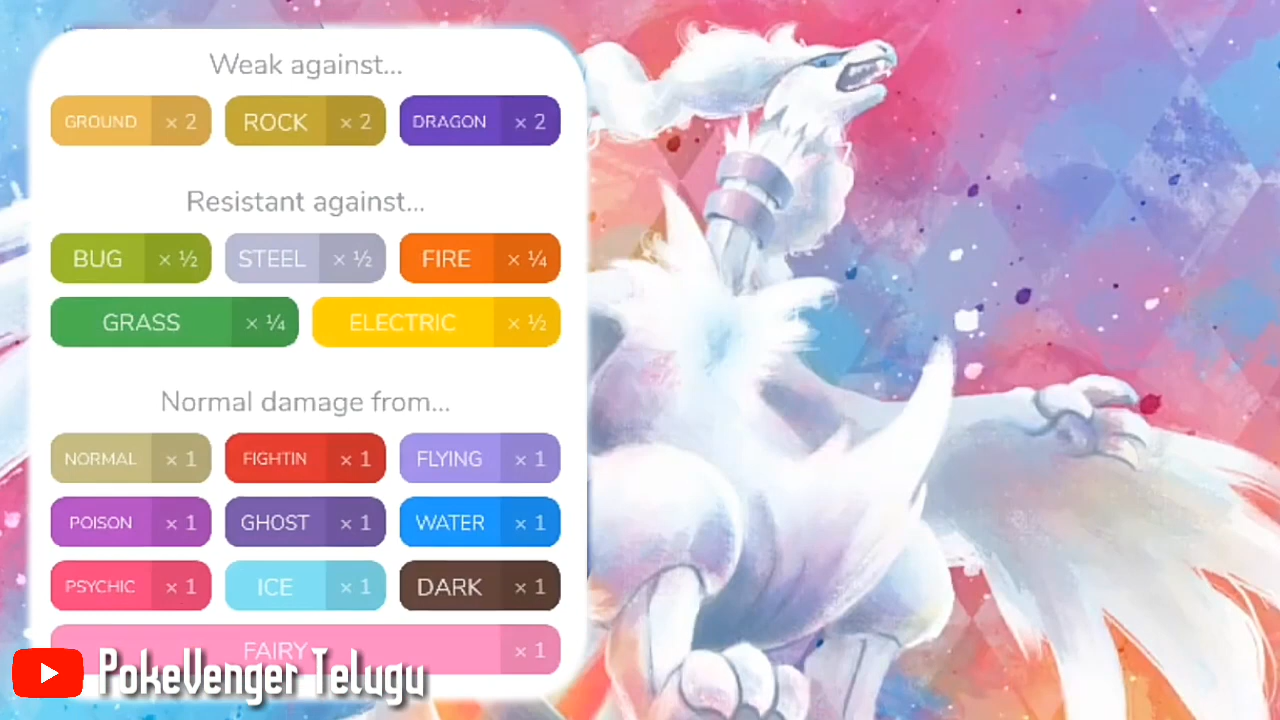 Weak against...
GROUND × 2 ROCK × 2 DRAGON × 2
Resistant against...
BUG × ½ STEEL × ½ FIRE × ¼
GRASS × ¼ ELECTRIC × ½
Normal damage from...
NORMAL × 1 FIGHTIN × 1 FLYING × 1
POISON × 1 GHOST × 1 WATER × 1
PSYCHIC × 1 ICE × 1 DARK × 1
FAIRY × 1
PokeVenger Telugu